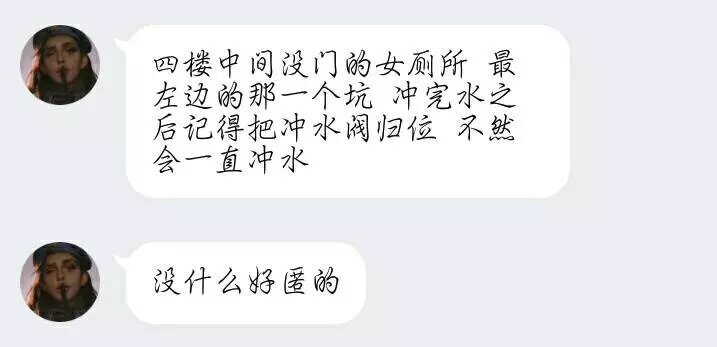 四楼中间没门的女厕所 最
左边的那一个坑 冲完水之
后记得把冲水阀归位 不然
会一直冲水
没什么好匿的